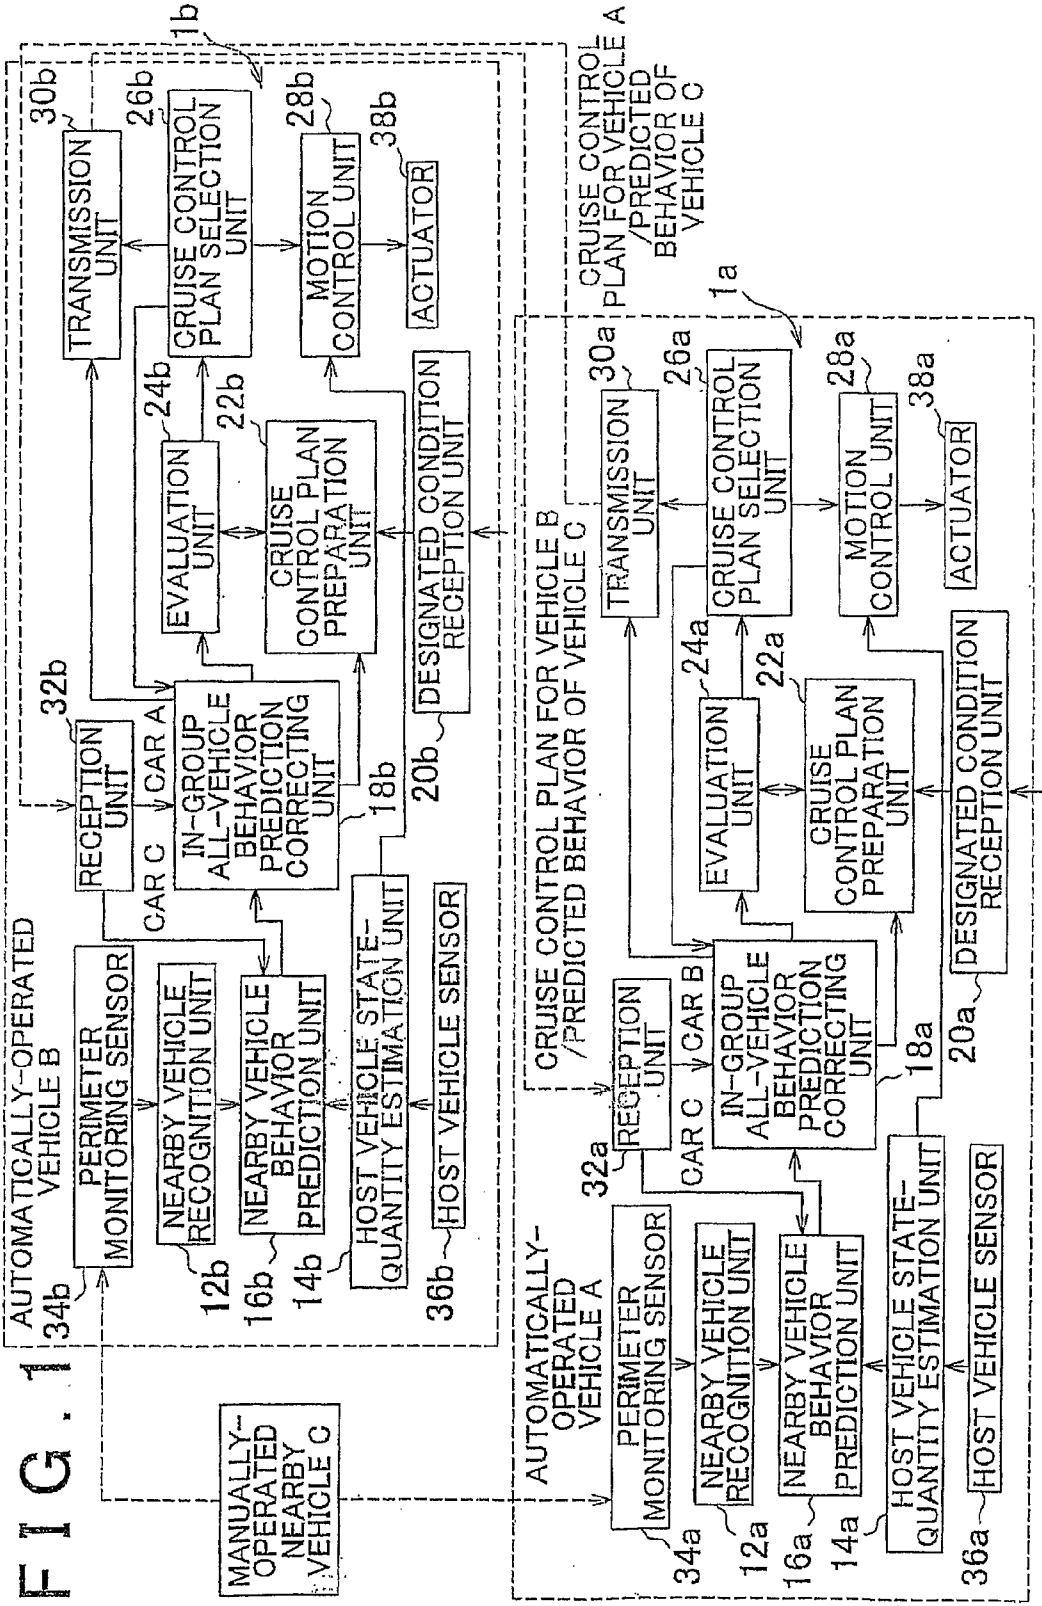 FIG. 1
MANUALLY-
OPERATED
NEARBY
VEHICLE C
AUTOMATICALLY-OPERATED
VEHICLE B
34b
PERIMETER
MONITORING SENSOR
NEARBY VEHICLE
RECOGNITION UNIT
12b
NEARBY VEHICLE
BEHAVIOR
PREDICTION UNIT
16b
14b
HOST VEHICLE STATE-
QUANTITY ESTIMATION UNIT
36b
HOST VEHICLE SENSOR
32b
RECEPTION
UNIT
CAR C
CAR A
IN-GROUP
ALL-VEHICLE
BEHAVIOR
PREDICTION
CORRECTING
UNIT
18b
EVALUATION
UNIT
24b
22b
CRUISE
CONTROL PLAN
PREPARATION
UNIT
DESIGNATED CONDITION
RECEPTION UNIT
20b
30b
TRANSMISSION
UNIT
26b
CRUISE CONTROL
PLAN SELECTION
UNIT
1b
28b
MOTION
CONTROL UNIT
38b
ACTUATOR
CRUISE CONTROL
PLAN FOR VEHICLE A
/PREDICTED
BEHAVIOR OF
VEHICLE C
CRUISE CONTROL PLAN FOR VEHICLE B
/PREDICTED BEHAVIOR OF VEHICLE C
AUTOMATICALLY-
OPERATED
VEHICLE A
PERIMETER
MONITORING SENSOR
34a
NEARBY VEHICLE
RECOGNITION UNIT
12a
NEARBY VEHICLE
BEHAVIOR
PREDICTION UNIT
16a
14a
HOST VEHICLE STATE-
QUANTITY ESTIMATION UNIT
36a
HOST VEHICLE SENSOR
32a
RECEPTION
UNIT
CAR C
CAR B
IN-GROUP
ALL-VEHICLE
BEHAVIOR
PREDICTION
CORRECTING
UNIT
18a
EVALUATION
UNIT
24a
22a
CRUISE
CONTROL PLAN
PREPARATION
UNIT
DESIGNATED CONDITION
RECEPTION UNIT
20a
30a
TRANSMISSION
UNIT
26a
CRUISE CONTROL
PLAN SELECTION
UNIT
1a
28a
MOTION
CONTROL UNIT
38a
ACTUATOR